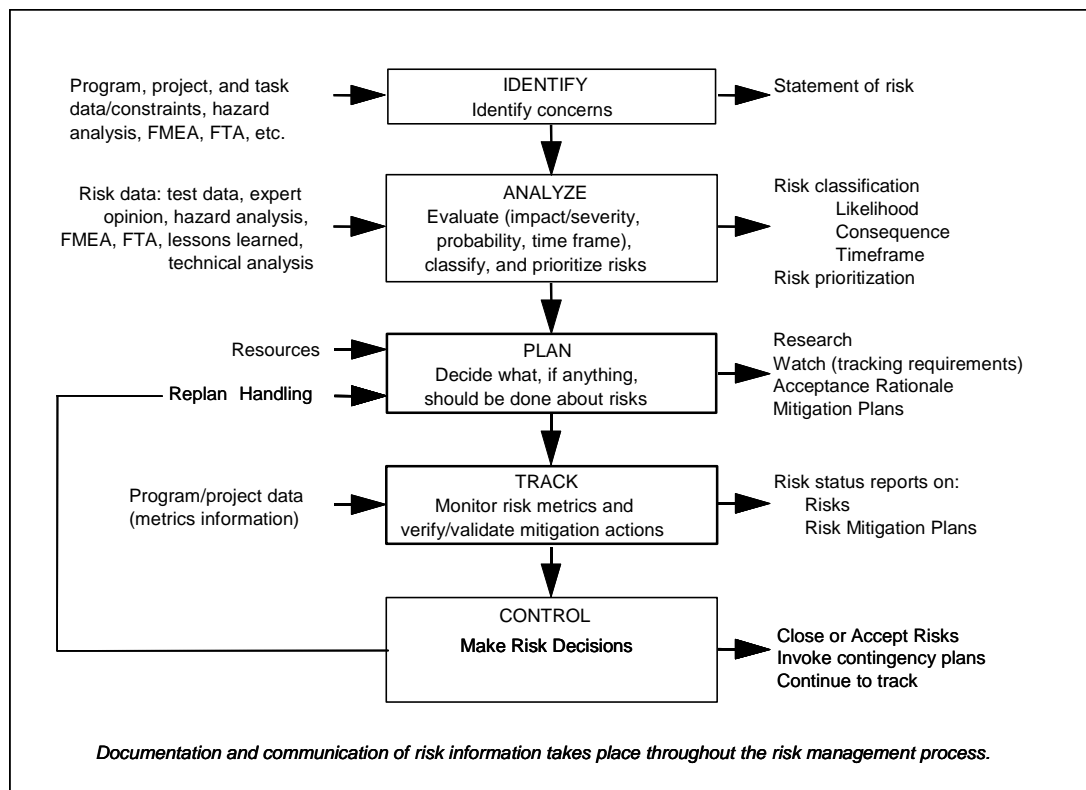 Program, project, and task
data/constraints, hazard
analysis, FMEA, FTA, etc.
IDENTIFY
Identify concerns
Statement of risk
Risk data: test data, expert
opinion, hazard analysis,
FMEA, FTA, lessons learned,
technical analysis
ANALYZE
Evaluate (impact/severity,
probability, time frame),
classify, and prioritize risks
Risk classification
Likelihood
Consequence
Timeframe
Risk prioritization
Resources
Replan Handling
PLAN
Decide what, if anything,
should be done about risks
Research
Watch (tracking requirements)
Acceptance Rationale
Mitigation Plans
Program/project data
(metrics information)
TRACK
Monitor risk metrics and
verify/validate mitigation actions
Risk status reports on:
Risks
Risk Mitigation Plans
CONTROL
Make Risk Decisions
Close or Accept Risks
Invoke contingency plans
Continue to track
Documentation and communication of risk information takes place throughout the risk management process.